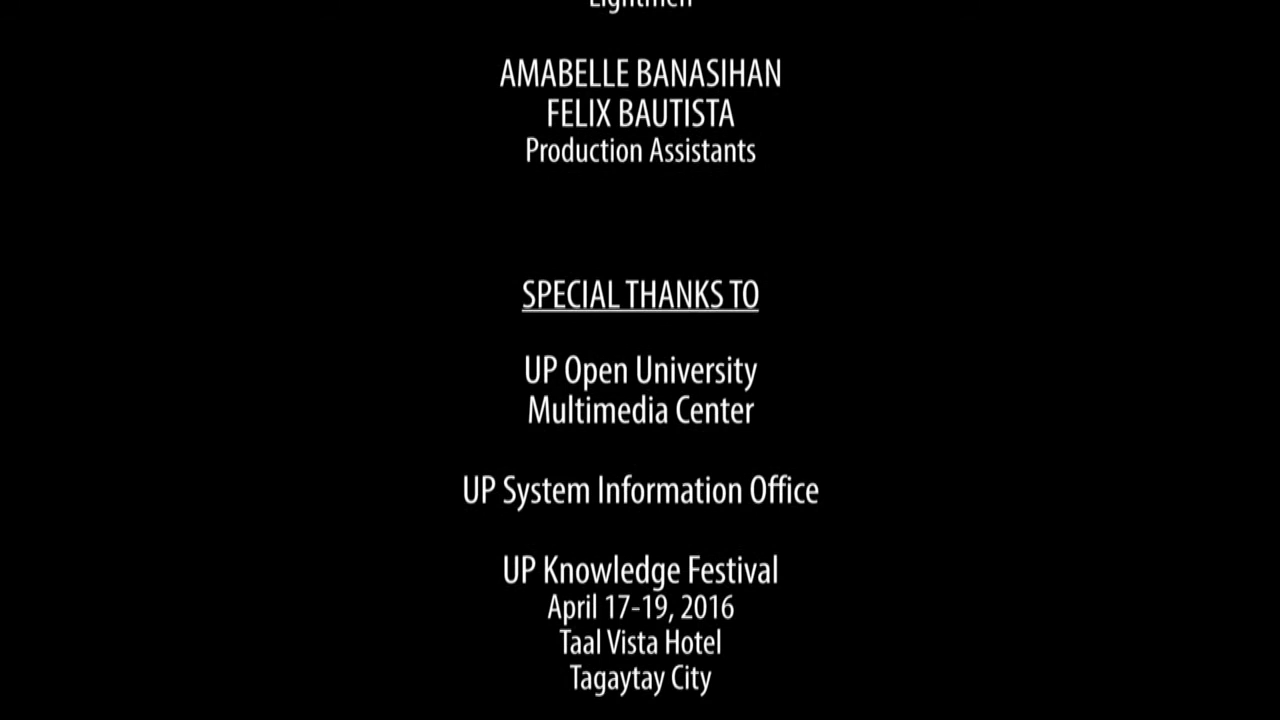 Lightmen
AMABELLE BANASIHAN
FELIX BAUTISTA
Production Assistants
SPECIAL THANKS TO
UP Open University
Multimedia Center
UP System Information Office
UP Knowledge Festival
April 17-19, 2016
Taal Vista Hotel
Tagaytay City